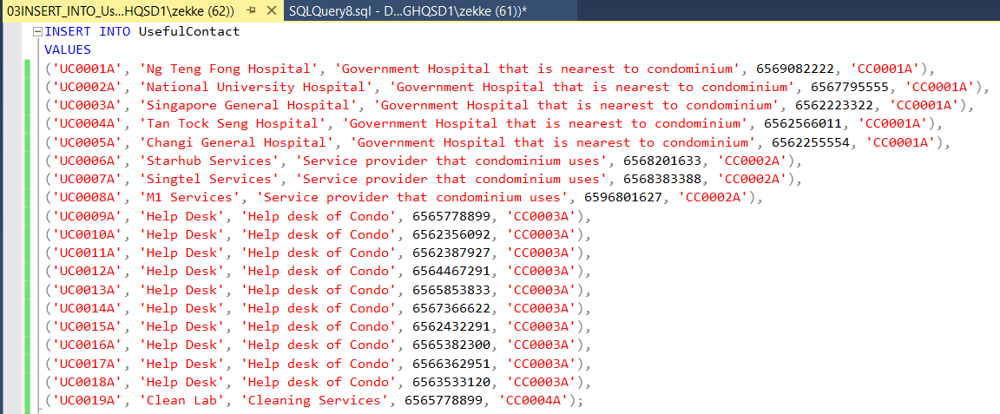 03INSERT_INTO_Us...HQSD1\zekke (62)) SQLQuery8.sql - D...GHQSD1\zekke (61))*
INSERT INTO UsefulContact
VALUES
('UC0001A', 'Ng Teng Fong Hospital', 'Government Hospital that is nearest to condominium', 6569082222, 'CC0001A'),
('UC0002A', 'National University Hospital', 'Government Hospital that is nearest to condominium', 6567795555, 'CC0001A'),
('UC0003A', 'Singapore General Hospital', 'Government Hospital that is nearest to condominium', 6562223322, 'CC0001A'),
('UC0004A', 'Tan Tock Seng Hospital', 'Government Hospital that is nearest to condominium', 6562566011, 'CC0001A'),
('UC0005A', 'Changi General Hospital', 'Government Hospital that is nearest to condominium', 6562255554, 'CC0001A'),
('UC0006A', 'Starhub Services', 'Service provider that condominium uses', 6568201633, 'CC0002A'),
('UC0007A', 'Singtel Services', 'Service provider that condominium uses', 6568383388, 'CC0002A'),
('UC0008A', 'M1 Services', 'Service provider that condominium uses', 6596801627, 'CC0002A'),
('UC0009A', 'Help Desk', 'Help desk of Condo', 6565778899, 'CC0003A'),
('UC0010A', 'Help Desk', 'Help desk of Condo', 6562356092, 'CC0003A'),
('UC0011A', 'Help Desk', 'Help desk of Condo', 6562387927, 'CC0003A'),
('UC0012A', 'Help Desk', 'Help desk of Condo', 6564467291, 'CC0003A'),
('UC0013A', 'Help Desk', 'Help desk of Condo', 6565853833, 'CC0003A'),
('UC0014A', 'Help Desk', 'Help desk of Condo', 6567366622, 'CC0003A'),
('UC0015A', 'Help Desk', 'Help desk of Condo', 6562432291, 'CC0003A'),
('UC0016A', 'Help Desk', 'Help desk of Condo', 6565382300, 'CC0003A'),
('UC0017A', 'Help Desk', 'Help desk of Condo', 6566362951, 'CC0003A'),
('UC0018A', 'Help Desk', 'Help desk of Condo', 6563533120, 'CC0003A'),
('UC0019A', 'Clean Lab', 'Cleaning Services', 6565778899, 'CC0004A');